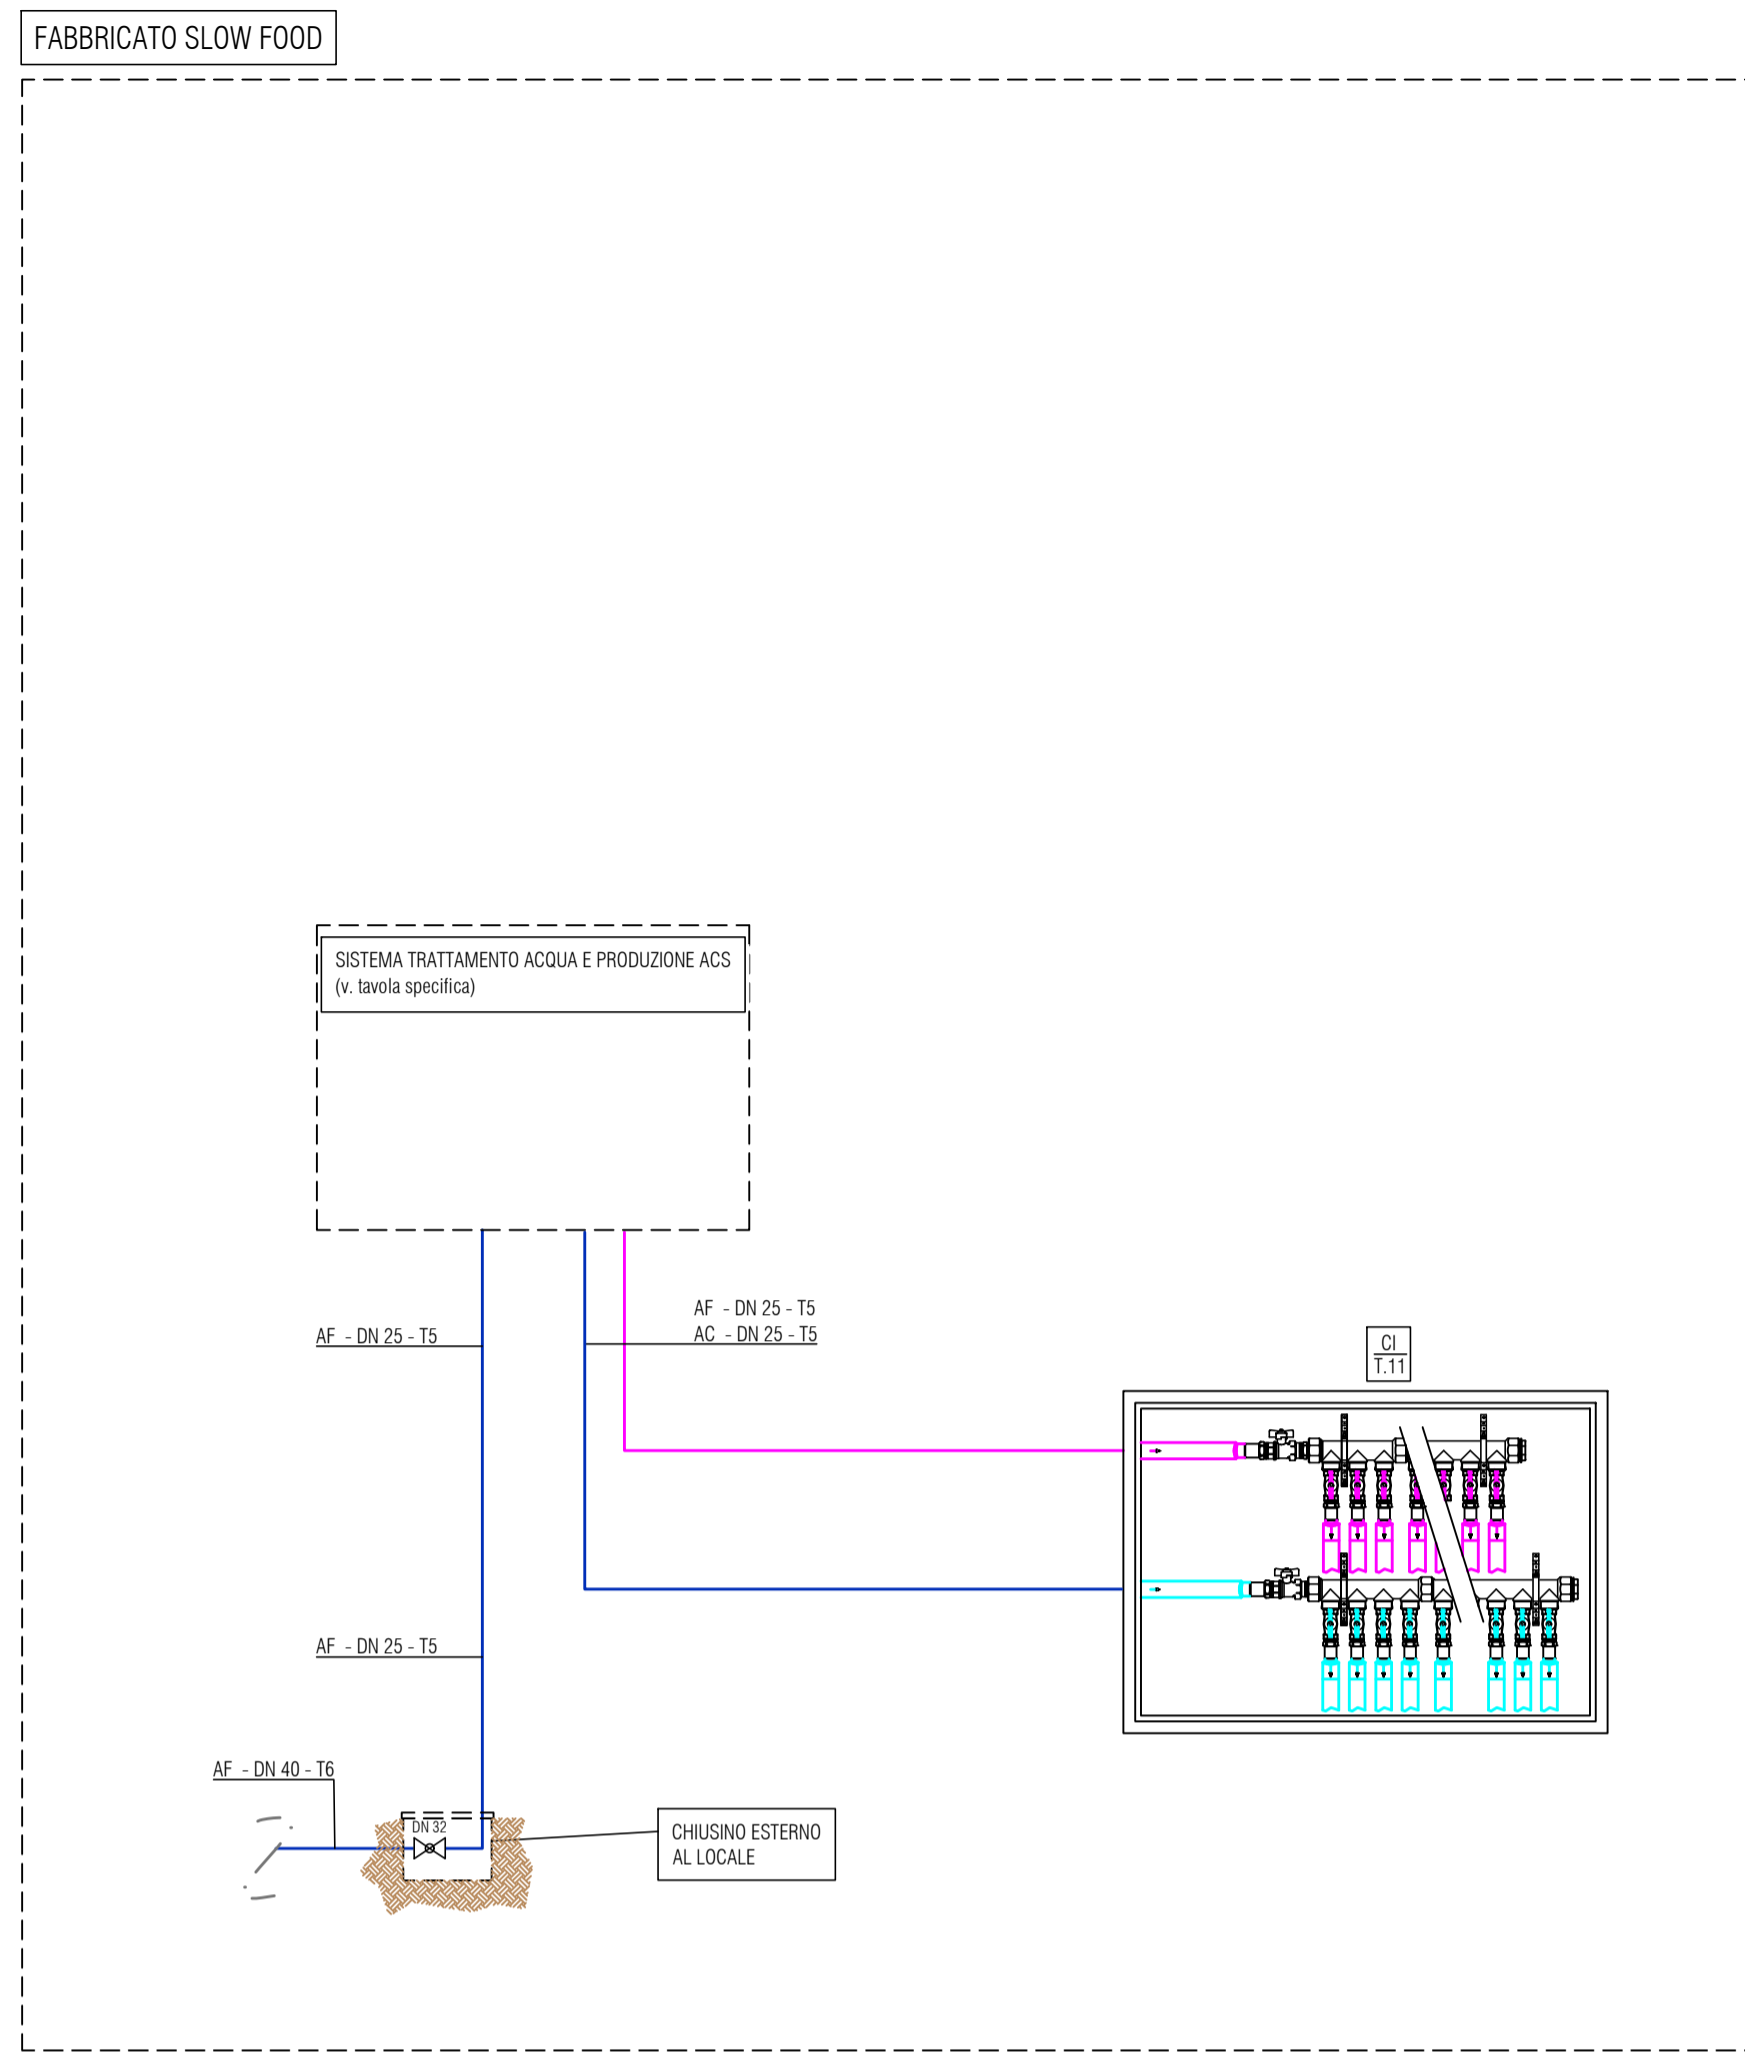 FABBRICATO SLOW FOOD
SISTEMA TRATTAMENTO ACQUA E PRODUZIONE ACS
(v. tavola specifica)
AF - DN 25 - T5
AC - DN 25 - T5
AF - DN 25 - T5
CI
T.11
AF - DN 25 - T5
AF - DN 40 - T6
DN 32
CHIUSINO ESTERNO
AL LOCALE